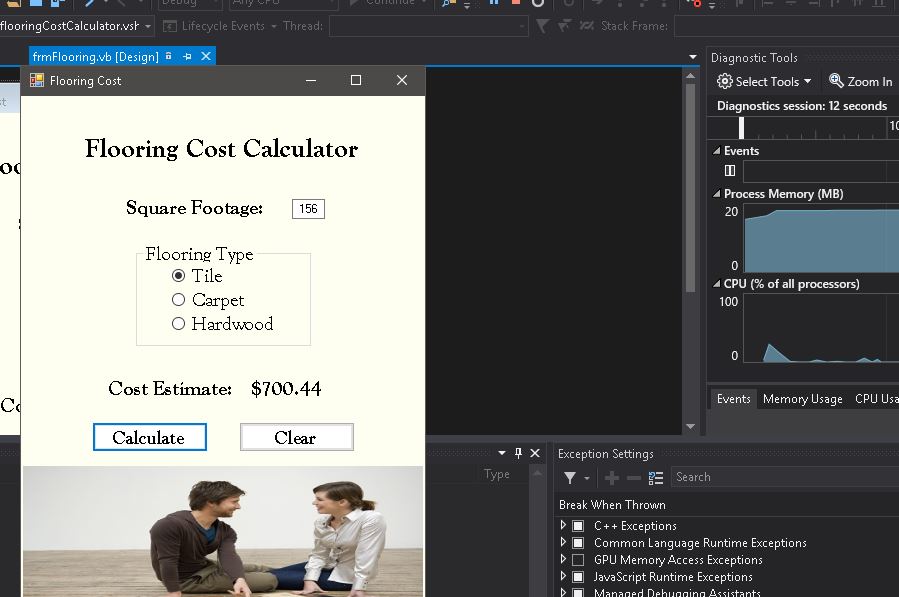 Debug Any CPU Continue
flooringCostCalculator.vsh Lifecycle Events Thread: Stack Frame:
frmFlooring.vb [Design]
Diagnostic Tools
Flooring Cost
Select Tools Zoom In
Diagnostics session: 12 seconds
10
Flooring Cost Calculator
Events
Process Memory (MB)
Square Footage: 156
20
0
Flooring Type
Tile
Carpet
Hardwood
CPU (% of all processors)
100
0
Cost Estimate: $700.44
Events Memory Usage CPU Usa
Calculate Clear
Exception Settings
Type
Search
Break When Thrown
C++ Exceptions
Common Language Runtime Exceptions
GPU Memory Access Exceptions
JavaScript Runtime Exceptions
Managed Debugging Assistants